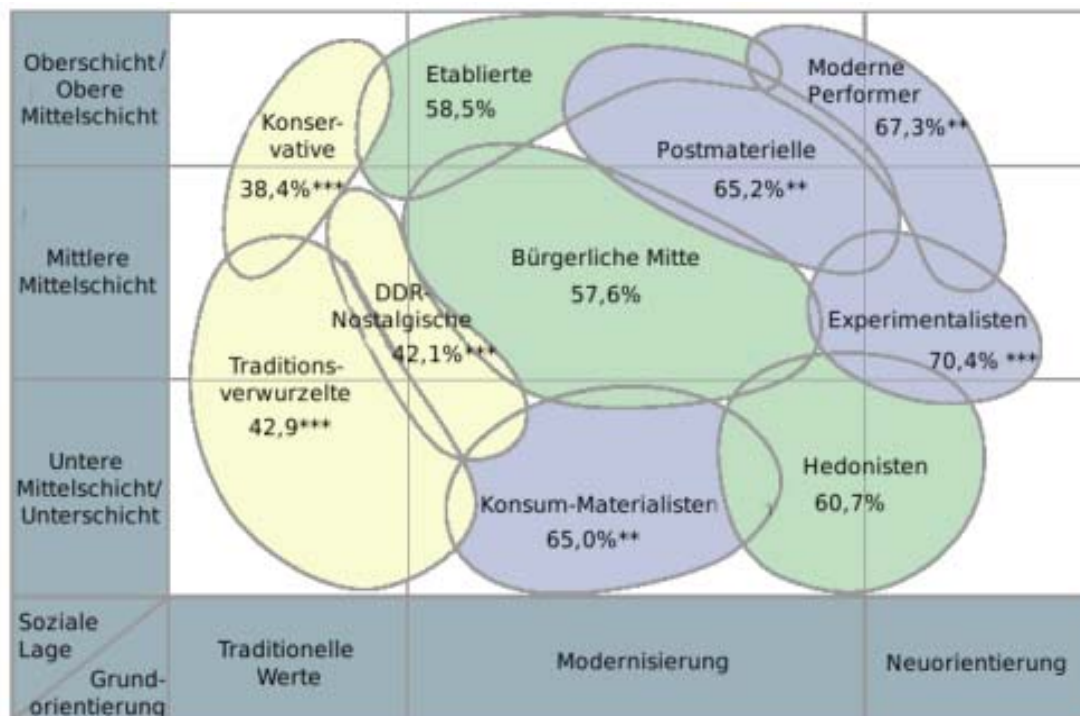 Oberschicht/
Obere
Mittelschicht
Etablierte
58,5%
Moderne
Performer
67,3%**
Konser-
vative
38,4%***
Postmaterielle
65,2%**
Mittlere
Mittelschicht
Bürgerliche Mitte
57,6%
DDR-
Nostalgische
42,1%***
Experimentalisten
70,4% ***
Traditions-
verwurzelte
42,9***
Untere
Mittelschicht/
Unterschicht
Hedonisten
60,7%
Konsum-Materialisten
65,0%**
Soziale
Lage
Grund-
orientierung
Traditionelle
Werte
Modernisierung
Neuorientierung